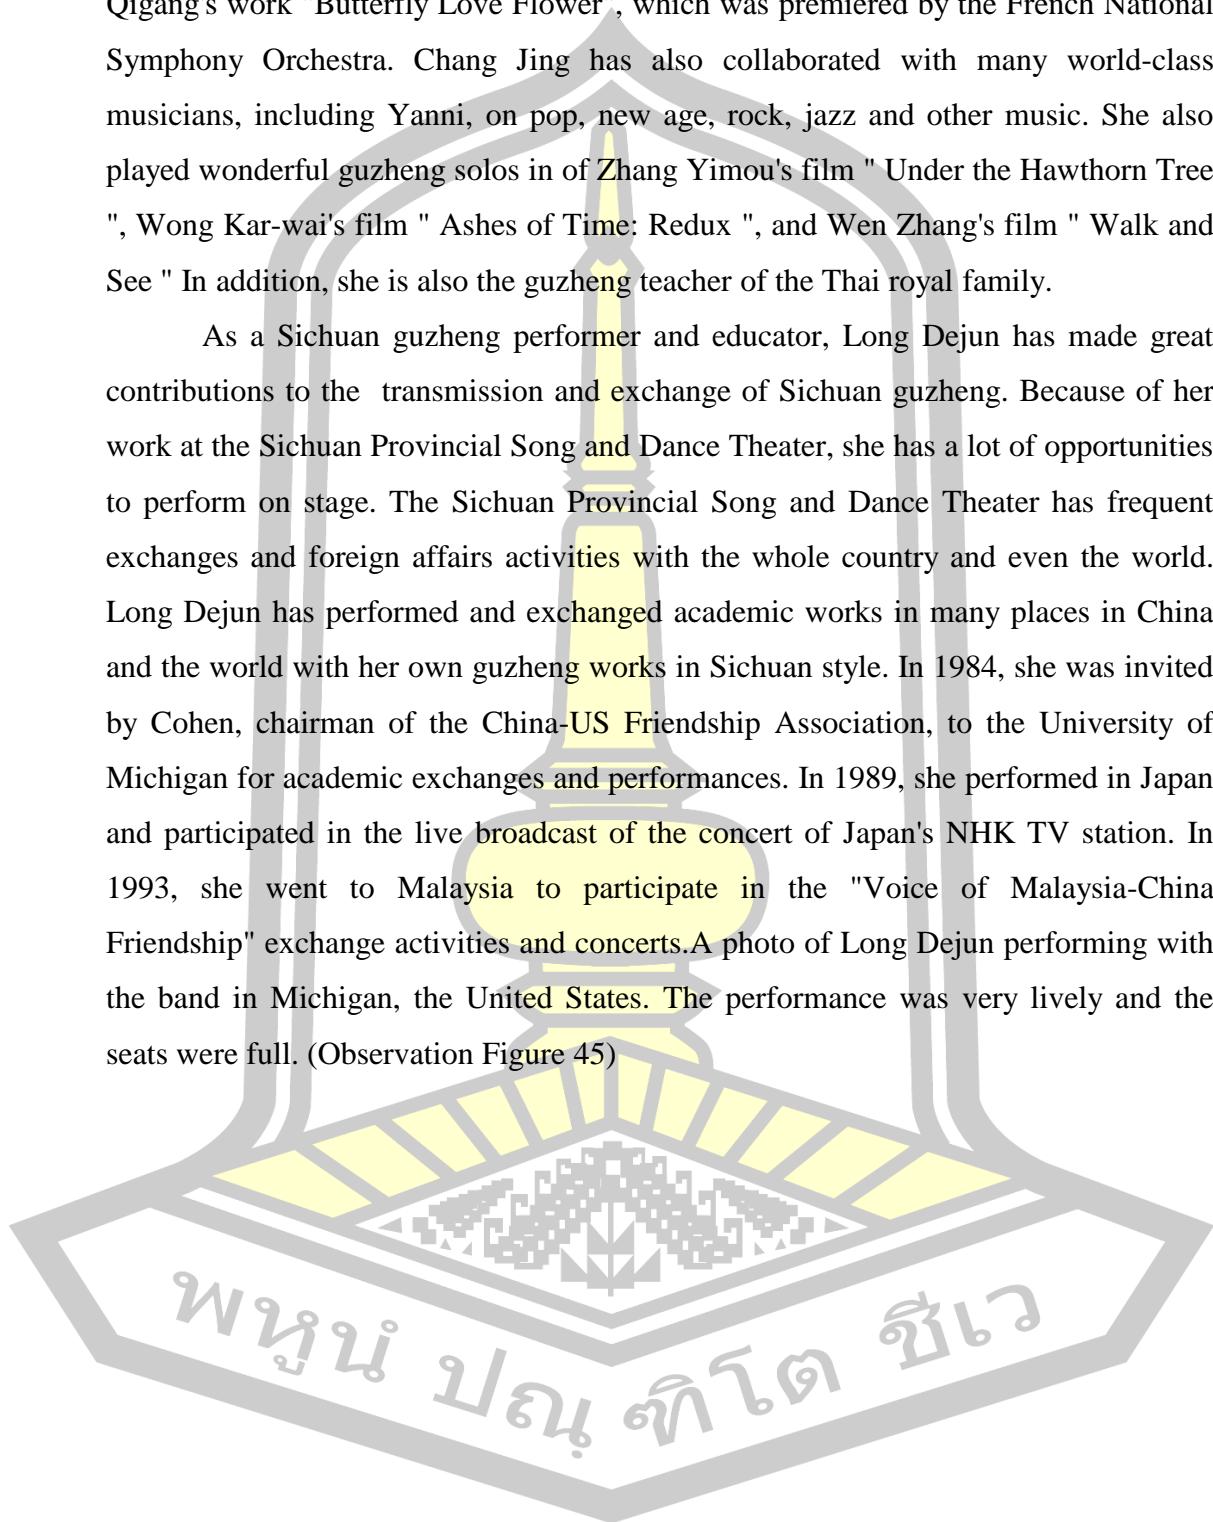 Qigang's work "Butterfly Love Flower", which was premiered by the French National
Symphony Orchestra. Chang Jing has also collaborated with many world-class
musicians, including Yanni, on pop, new age, rock, jazz and other music. She also
played wonderful guzheng solos in of Zhang Yimou's film " Under the Hawthorn Tree
", Wong Kar-wai's film " Ashes of Time: Redux ", and Wen Zhang's film " Walk and
See " In addition, she is also the guzheng teacher of the Thai royal family.
As a Sichuan guzheng performer and educator, Long Dejun has made great
contributions to the transmission and exchange of Sichuan guzheng. Because of her
work at the Sichuan Provincial Song and Dance Theater, she has a lot of opportunities
to perform on stage. The Sichuan Provincial Song and Dance Theater has frequent
exchanges and foreign affairs activities with the whole country and even the world.
Long Dejun has performed and exchanged academic works in many places in China
and the world with her own guzheng works in Sichuan style. In 1984, she was invited
by Cohen, chairman of the China-US Friendship Association, to the University of
Michigan for academic exchanges and performances. In 1989, she performed in Japan
and participated in the live broadcast of the concert of Japan's NHK TV station. In
1993, she went to Malaysia to participate in the "Voice of Malaysia-China
Friendship" exchange activities and concerts.A photo of Long Dejun performing with
the band in Michigan, the United States. The performance was very lively and the
seats were full. (Observation Figure 45)
พหูนํ ปณฺฑิโต ชีเว